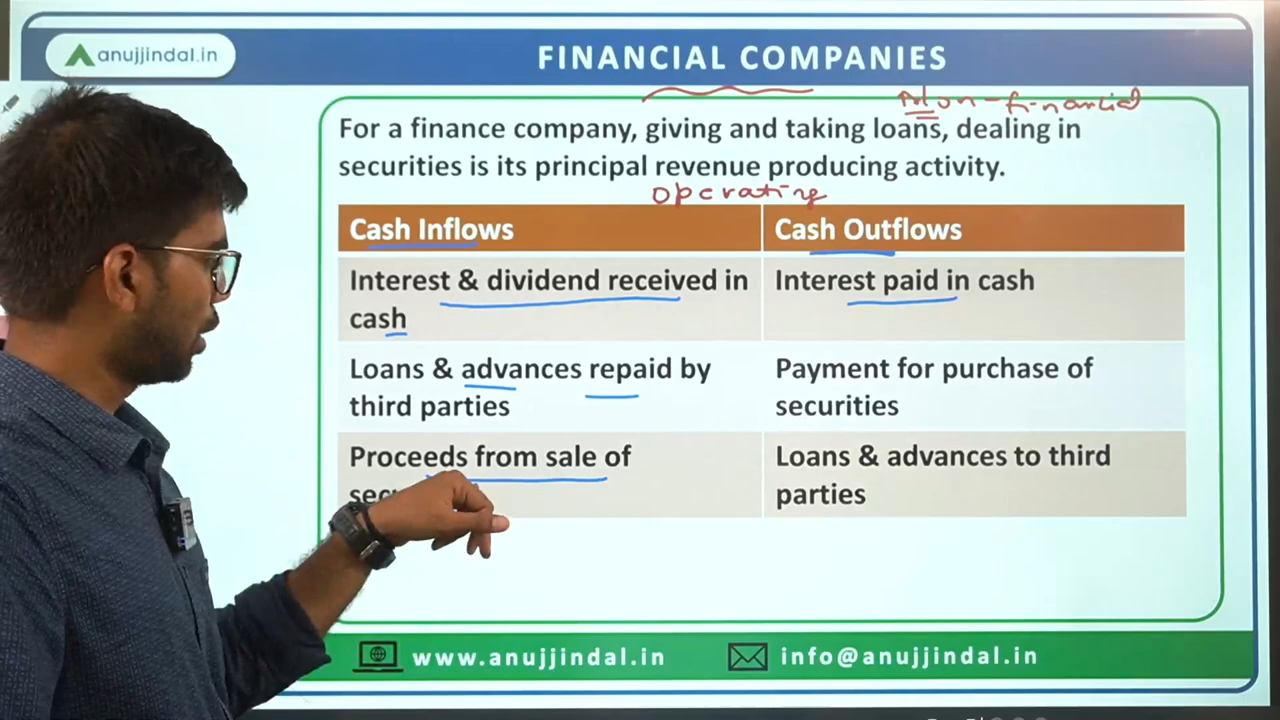 anujjindal.in
FINANCIAL COMPANIES
Non-financial
For a finance company, giving and taking loans, dealing in
securities is its principal revenue producing activity.
operating
Cash Inflows
Cash Outflows
Interest & dividend received in
cash
Interest paid in cash
Loans & advances repaid by
third parties
Payment for purchase of
securities
Proceeds from sale of
Loans & advances to third
parties
www.anujjindal.in
info@anujjindal.in